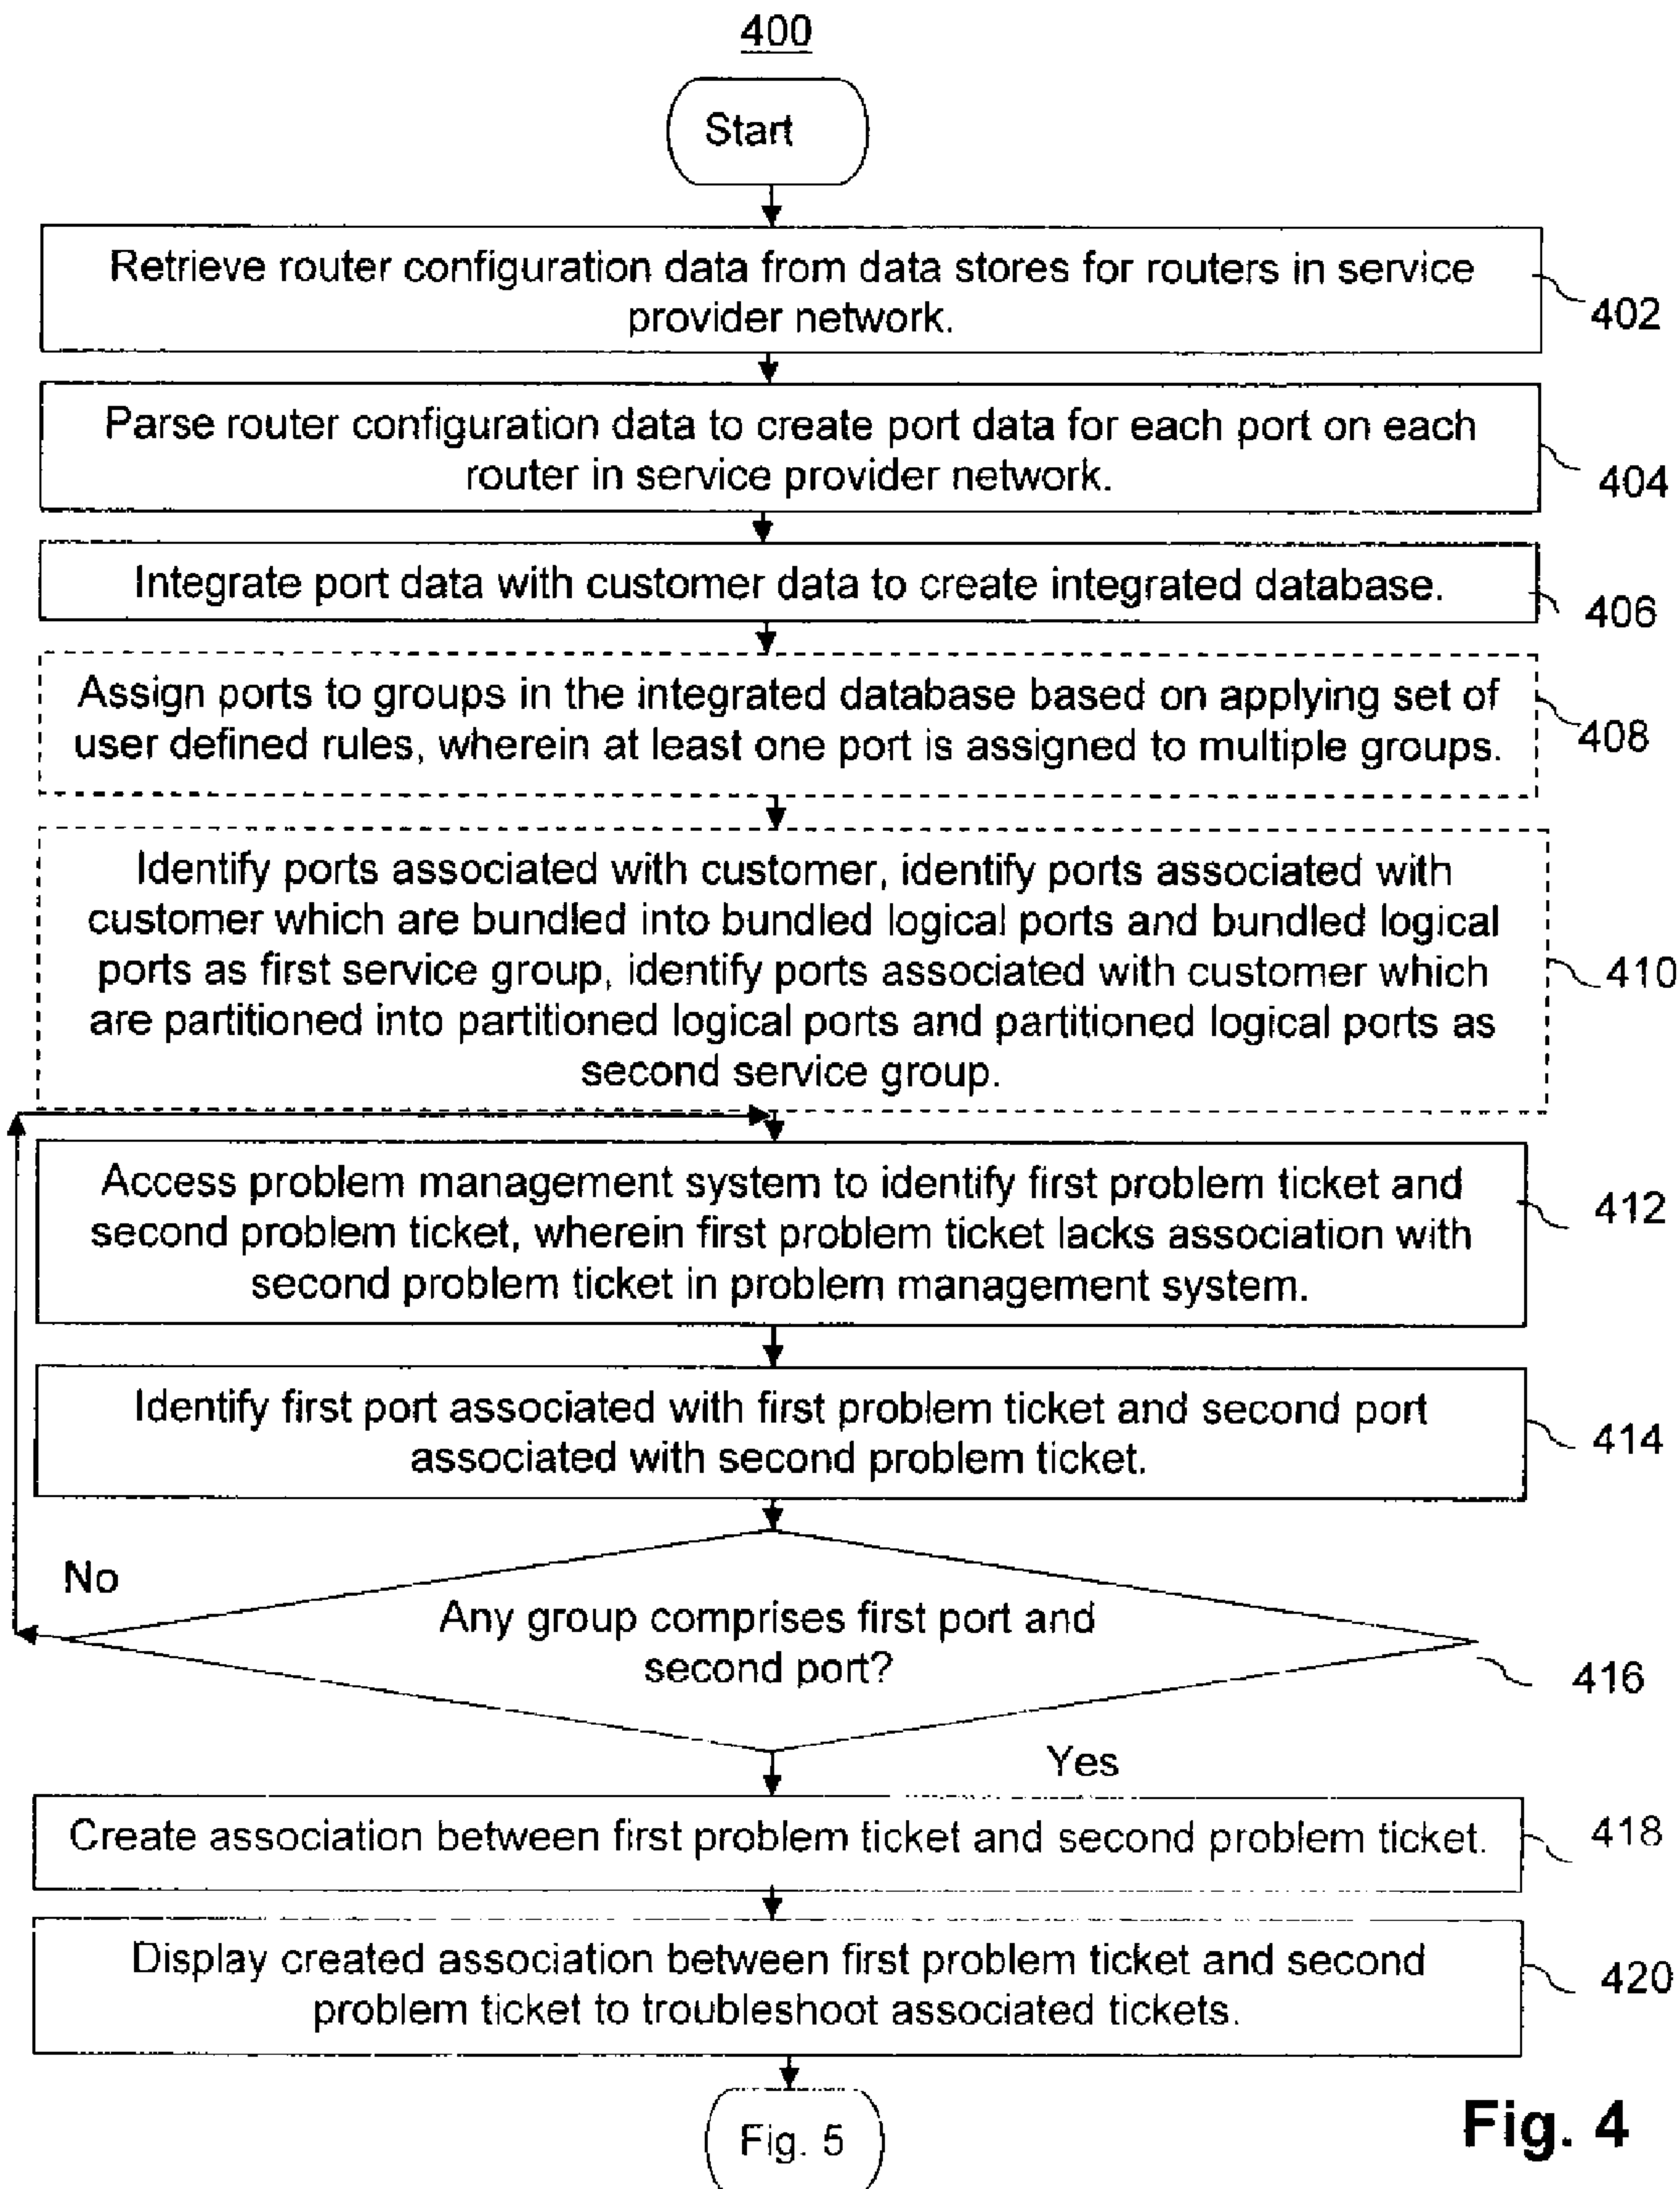 400
Start
Retrieve router configuration data from data stores for routers in service
provider network.
402
Parse router configuration data to create port data for each port on each
router in service provider network.
404
Integrate port data with customer data to create integrated database.
406
Assign ports to groups in the integrated database based on applying set of
user defined rules, wherein at least one port is assigned to multiple groups.
408
Identify ports associated with customer, identify ports associated with
customer which are bundled into bundled logical ports and bundled logical
ports as first service group, identify ports associated with customer which
are partitioned into partitioned logical ports and partitioned logical ports as
second service group.
410
Access problem management system to identify first problem ticket and
second problem ticket, wherein first problem ticket lacks association with
second problem ticket in problem management system.
412
Identify first port associated with first problem ticket and second port
associated with second problem ticket.
414
No
Any group comprises first port and
second port?
416
Yes
Create association between first problem ticket and second problem ticket.
418
Display created association between first problem ticket and second
problem ticket to troubleshoot associated tickets.
420
Fig. 5
Fig. 4